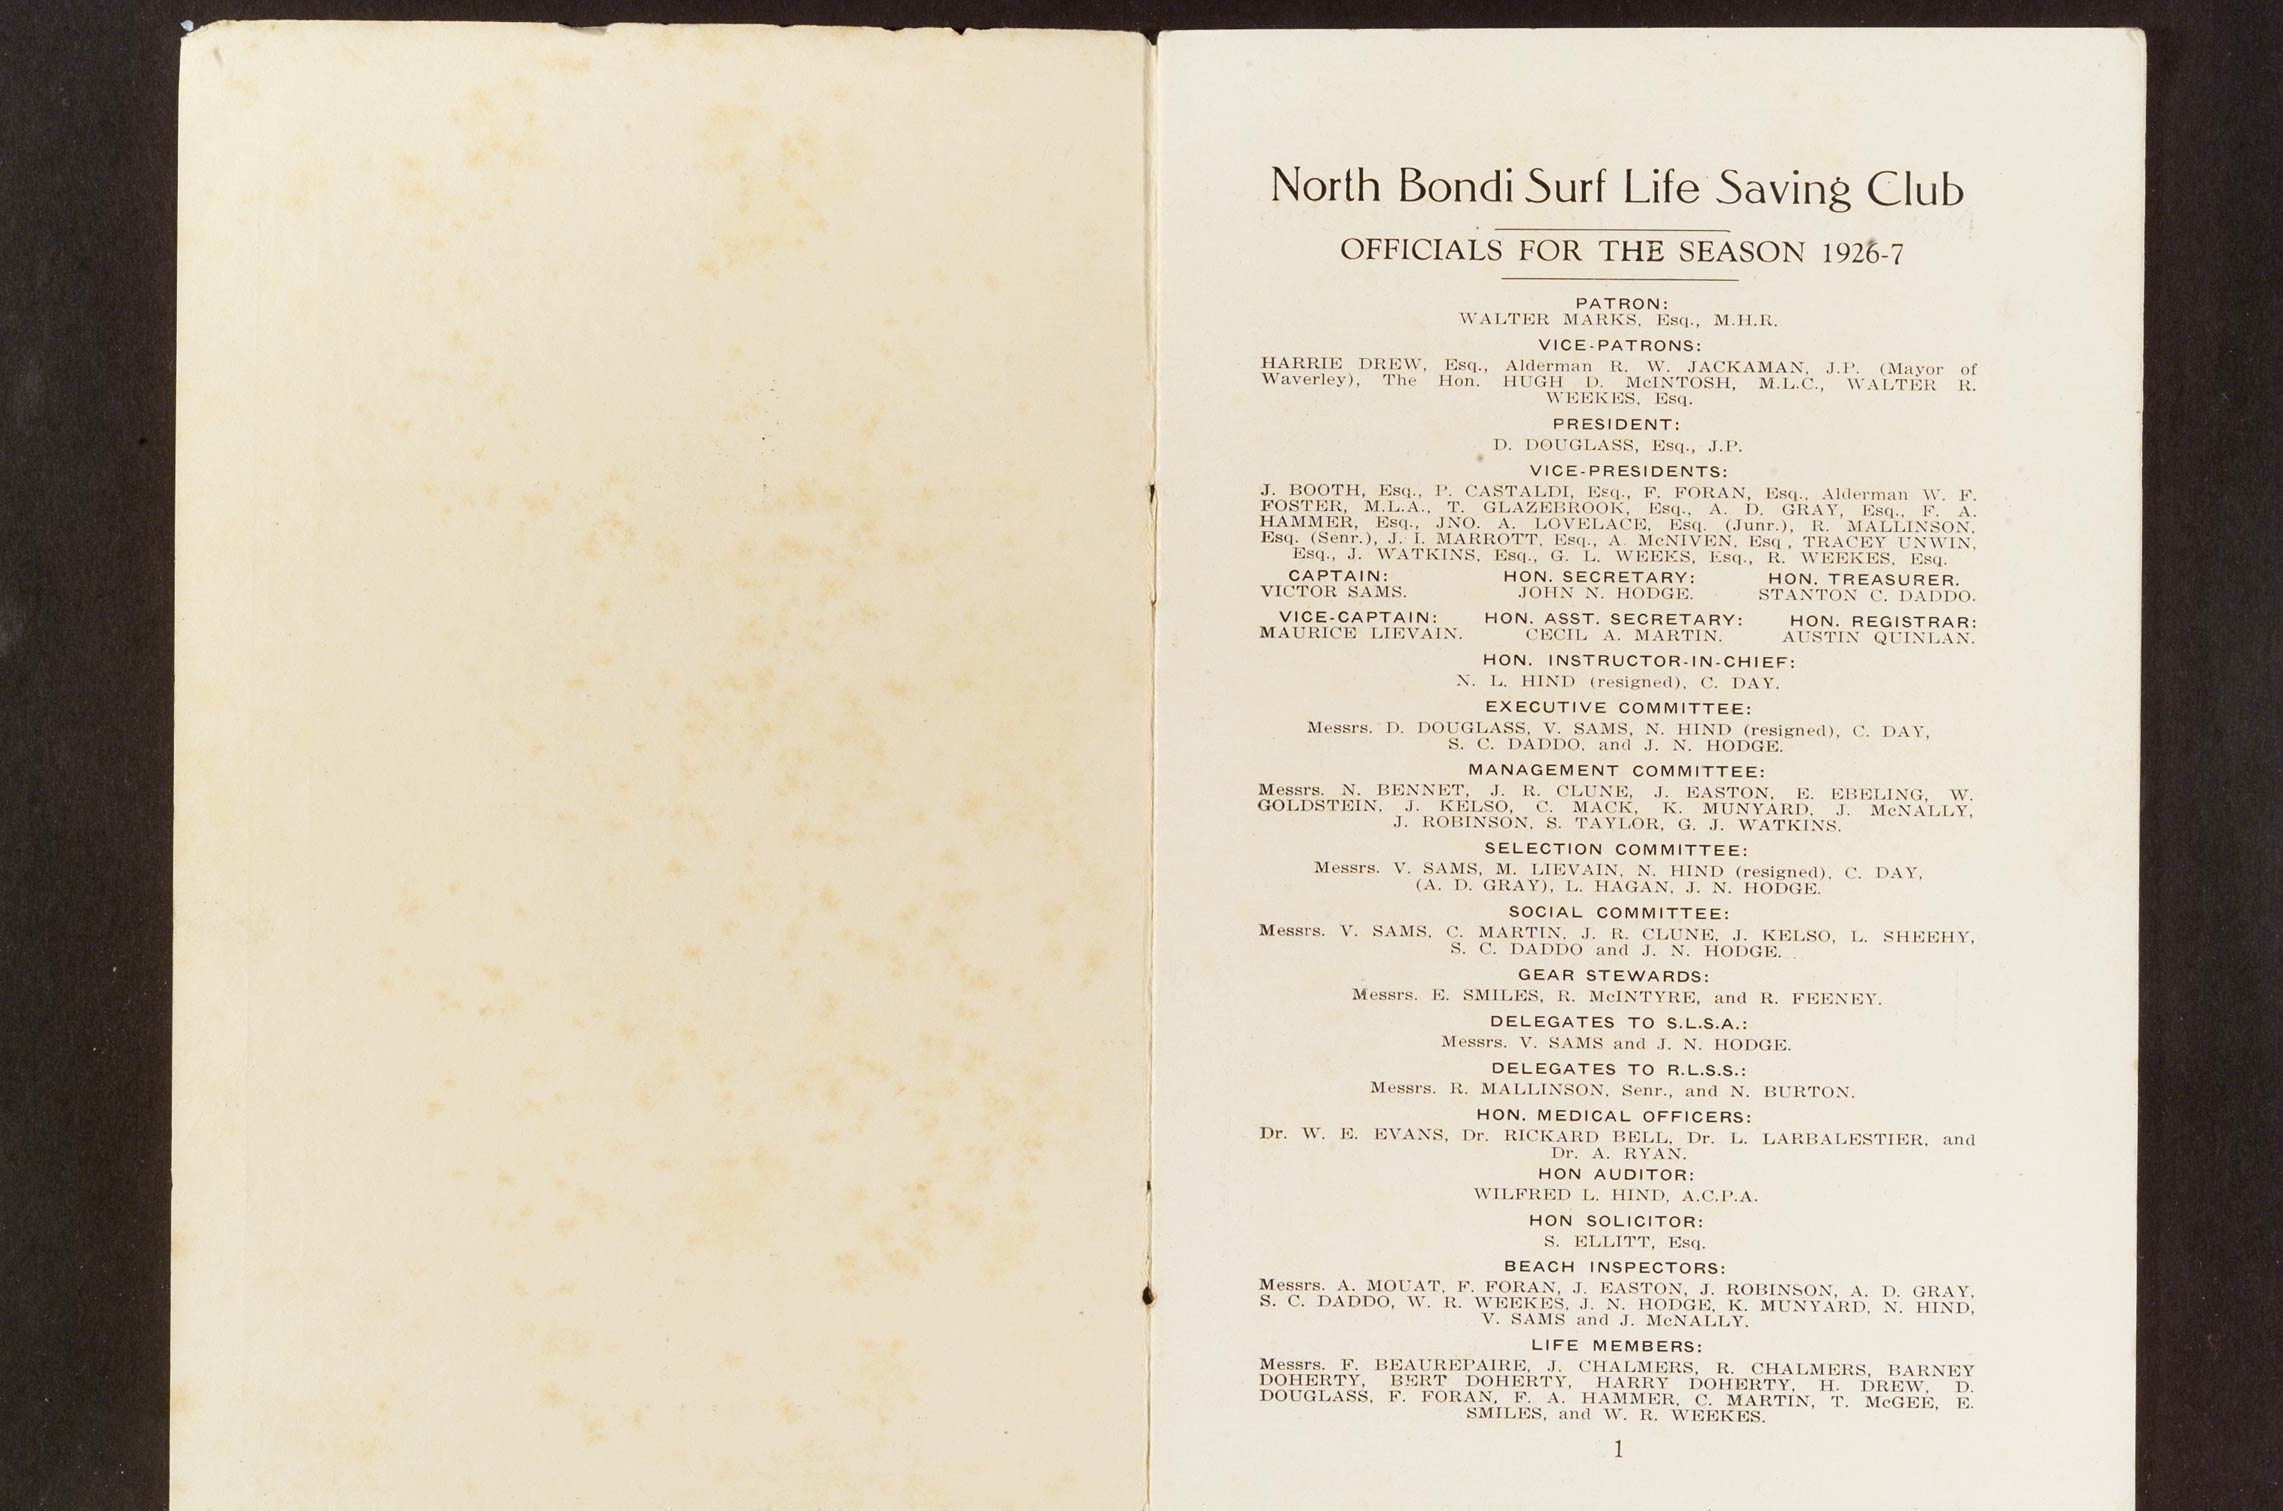 North Bondi Surf Life Saving Club
OFFICIALS FOR THE SEASON 1926-7
PATRON:
WALTER MARKS, Esq., M.H.R.
VICE-PATRONS:
HARRIE DREW, Esq., Alderman R. W. JACKAMAN, J.P. (Mayor of
Waverley), The Hon. HUGH D. McINTOSH, M.L.C., WALTER R.
WEEKES, Esq.
PRESIDENT:
D. DOUGLASS, Esq., J.P.
VICE-PRESIDENTS:
J. BOOTH, Esq., P. CASTALDI, Esq., F. FORAN, Esq., Alderman W. F.
FOSTER, M.L.A., T. GLAZEBROOK, Esq., A. D. GRAY, Esq., F. A.
HAMMER, Esq., JNO. A. LOVELACE, Esq. (Junr.), R. MALLINSON,
Esq. (Senr.), J. I. MARROTT, Esq., A. McNIVEN, Esq., TRACEY UNWIN,
Esq., J. WATKINS, Esq., G. L. WEEKS, Esq., R. WEEKES, Esq.
CAPTAIN: HON. SECRETARY: HON. TREASURER.
VICTOR SAMS. JOHN N. HODGE. STANTON C. DADDO.
VICE-CAPTAIN: HON. ASST. SECRETARY: HON. REGISTRAR:
MAURICE LIEVAIN. CECIL A. MARTIN. AUSTIN QUINLAN.
HON. INSTRUCTOR-IN-CHIEF:
N. L. HIND (resigned), C. DAY.
EXECUTIVE COMMITTEE:
Messrs. D. DOUGLASS, V. SAMS, N. HIND (resigned), C. DAY,
S. C. DADDO, and J. N. HODGE.
MANAGEMENT COMMITTEE:
Messrs. N. BENNET, J. R. CLUNE, J. EASTON, E. EBELING, W.
GOLDSTEIN, J. KELSO, C. MACK, K. MUNYARD, J. McNALLY,
J. ROBINSON, S. TAYLOR, G. J. WATKINS.
SELECTION COMMITTEE:
Messrs. V. SAMS, M. LIEVAIN, N. HIND (resigned), C. DAY,
(A. D. GRAY), L. HAGAN, J. N. HODGE.
SOCIAL COMMITTEE:
Messrs. V. SAMS, C. MARTIN, J. R. CLUNE, J. KELSO, L. SHEEHY,
S. C. DADDO and J. N. HODGE.
GEAR STEWARDS:
Messrs. E. SMILES, R. McINTYRE, and R. FEENEY.
DELEGATES TO S.L.S.A.:
Messrs. V. SAMS and J. N. HODGE.
DELEGATES TO R.L.S.S.:
Messrs. R. MALLINSON, Senr., and N. BURTON.
HON. MEDICAL OFFICERS:
Dr. W. E. EVANS, Dr. RICKARD BELL, Dr. L. LARBALESTIER, and
Dr. A. RYAN.
HON AUDITOR:
WILFRED L. HIND, A.C.P.A.
HON SOLICITOR:
S. ELLITT, Esq.
BEACH INSPECTORS:
Messrs. A. MOUAT, F. FORAN, J. EASTON, J. ROBINSON, A. D. GRAY,
S. C. DADDO, W. R. WEEKES, J. N. HODGE, K. MUNYARD, N. HIND,
V. SAMS and J. McNALLY.
LIFE MEMBERS:
Messrs. F. BEAUREPAIRE, J. CHALMERS, R. CHALMERS, BARNEY
DOHERTY, BERT DOHERTY, HARRY DOHERTY, H. DREW, D.
DOUGLASS, F. FORAN, F. A. HAMMER, C. MARTIN, T. McGEE, E.
SMILES, and W. R. WEEKES.
1